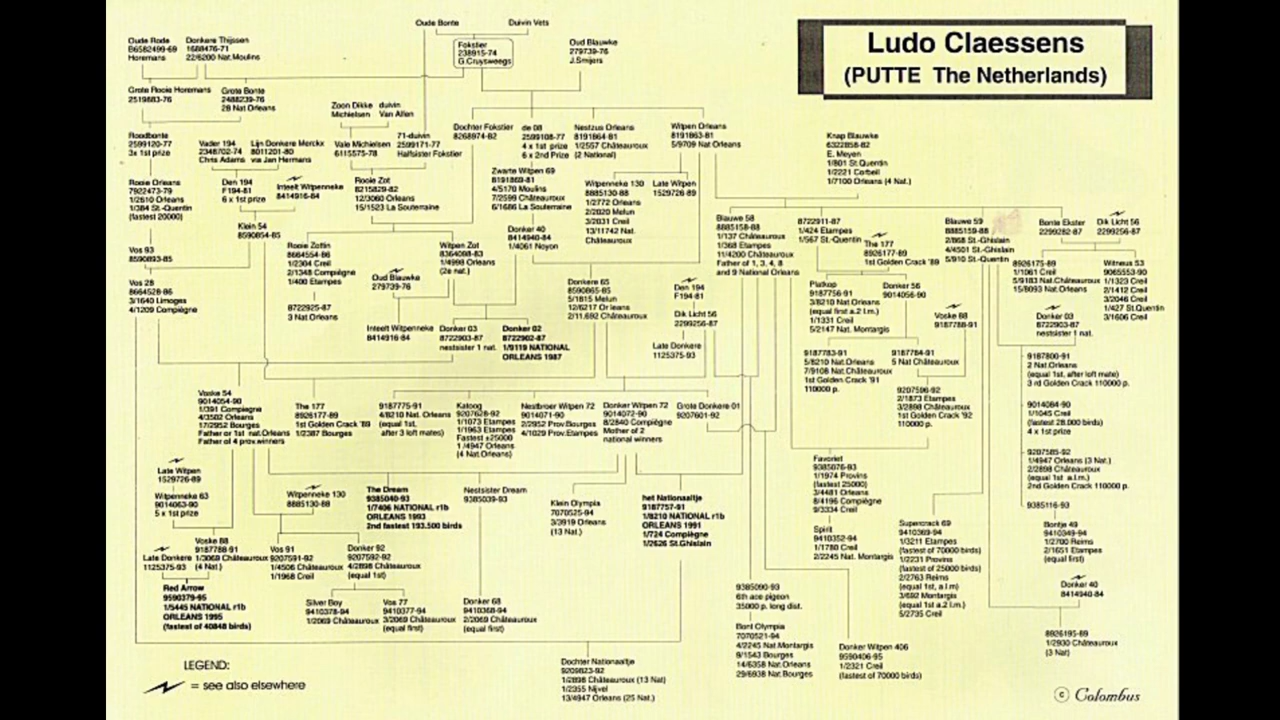 Ludo Claessens
(PUTTE The Netherlands)
Oude Bonte
Duivin Vets
Oude Rode
B6582499-69
Horemans
Donkere Thijssen
1688476-71
22/6200 Nat.Moulins
Fokstier
238915-74
G.Cruysweegs
Oud Blauwke
279739-76
J.Smijers
Grote Rooie Horemans
2519883-76
Grote Bonte
2488239-76
28 Nat Orleans
Zoon Dikke
Michielsen
duivin
Van Allen
Roodbonte
2599120-77
3x 1st prize
Vader 194
2348702-74
Chris Adams
Lijn Donkere Merckx
8011201-80
via Jan Hermans
Vale Michielsen
6115575-78
71-duivin
2599171-77
Halfsister Fokstier
Dochter Fokstier
8268974-82
de 08
2599108-77
4 x 1st prize
6 x 2nd Prize
Nestzus Orleans
8191864-81
1/2557 Châteauroux
(2 National)
Witpen Orleans
8191863-81
5/9709 Nat Orleans
Knap Blauwke
6322858-82
E. Meyen
1/801 St.Quentin
1/2221 Corbeil
1/7100 Orleans (4 Nat.)
Rooie Orleans
7922473-79
1/2610 Orleans
1/384 St.-Quentin
(fastest 20000)
Den 194
F194-81
6 x 1st prize
Inteelt Witpenneke
8414916-84
Rooie Zot
8215829-82
12/3060 Orleans
15/1523 La Souterraine
Zwarte Witpen 69
8191869-81
4/5170 Moulins
7/2599 Châteauroux
6/1686 La Souterraine
Witpenneke 130
8885130-88
1/2772 Orleans
2/2020 Melun
3/2031 Creil
13/11742 Nat.
Châteauroux
Late Witpen
1529726-89
Klein 54
8590854-85
Vos 93
8590893-85
Rooie Zottin
8664554-86
1/2304 Creil
2/1348 Compiègne
1/400 Etampes
Witpen Zot
8364088-83
1/4998 Orleans
(2e nat.)
Donker 40
8414940-84
1/4061 Noyon
Blauwe 58
8885158-88
1/137 Châteauroux
1/368 Etampes
11/4200 Châteauroux
Father of 1, 3, 4, 8
and 9 National Orleans
8722911-87
1/424 Etampes
1/567 St.-Quentin
The 177
8926177-89
1st Golden Crack '89
Blauwe 59
8885159-88
2/868 St.-Ghislain
4/4501 St.-Ghislain
5/910 St.-Quentin
Bonte Ekster
2299282-87
Dik Licht 56
2299256-87
8926175-89
1/1061 Creil
5/9183 Nat.Châteauroux
15/8093 Nat.Orleans
Witneus 53
9065553-90
1/1323 Creil
2/1412 Creil
3/2046 Creil
1/427 St.Quentin
3/1606 Creil
Vos 28
8664528-86
3/1640 Limoges
4/1209 Compiègne
Oud Blauwke
279739-76
8722925-87
3 Nat Orleans
Inteelt Witpenneke
8414916-84
Donker 03
8722903-87
nestsister 1 nat.
Donker 02
8722902-87
1/9119 NATIONAL
ORLEANS 1987
Donkere 65
8590865-85
5/1815 Melun
12/6217 Orleans
2/11.692 Châteauroux
Den 194
F194-81
Dik Licht 56
2299256-87
Late Donkere
1125375-93
Platkop
9187756-91
3/8210 Nat Orleans
(equal first a.2 l.m.)
1/1331 Creil
5/2147 Nat. Montargis
Donker 56
9014056-90
Voske 88
9187788-91
Donker 03
8722903-87
nestsister 1 nat.
9187783-91
5/8210 Nat Orleans
7/9108 Nat.Châteauroux
1st Golden Crack '91
110000 p.
9187784-91
5 Nat Châteauroux
9207596-92
2/1873 Etampes
3/2898 Châteauroux
1st Golden Crack '92
110000 p.
9187800-91
2 Nat.Orleans
(equal 1st, after loft mate)
3 rd Golden Crack 110000 p.
9014084-90
1/1045 Creil
(fastest 28.000 birds)
4 x 1st prize
9207585-92
1/4947 Orleans (3 Nat.)
2/2898 Châteauroux
(equal 1st a.l.m.)
2nd Golden Crack 110000 p.
9385116-93
Voske 54
9014054-90
1/391 Compiegne
4/3502 Orleans
17/2952 Bourges
Father or 1st nat.Orleans
Father of 4 prov.winners
The 177
8926177-89
1st Golden Crack '89
1/2387 Bourges
9187775-91
4/8210 Nat. Orleans
(equal 1st,
after 3 loft mates)
Katoog
9207628-92
1/1073 Etampes
1/1963 Etampes
Fastest ±25000
1 /4947 Orleans
(4 Nat.Orleans)
Nestbroer Witpen 72
9014071-90
2/2952 Prov.Bourges
4/1029 Prov.Etampes
Donker Witpen 72
9014072-90
8/2840 Compiègne
Mother of 2
national winners
Grote Donkere 01
9207601-92
Late Witpen
1529726-89
Witpenneke 63
9014063-90
5 x 1st prize
Witpenneke 130
8885130-88
The Dream
9385040-93
1/7406 NATIONAL r1b
ORLEANS 1993
2nd fastest 193.500 birds
Nestsister Dream
9385039-93
Klein Olympia
7070525-94
3/3919 Orleans
(13 Nat.)
het Nationaaltje
9187757-91
1/8210 NATIONAL r1b
ORLEANS 1991
1/724 Compiègne
1/2626 St.Ghislain
Favoriet
9385076-93
1/1974 Provins
(fastest 25000)
3/4481 Orleans
8/4196 Compiègne
9/3334 Creil
Spirit
9410352-94
1/1780 Creil
2/2245 Nat. Montargis
Supercrack 69
9410369-94
1/3211 Etampes
(fastest of 70000 birds)
1/2231 Provins
(fastest of 25000 birds)
2/2763 Reims
(equal 1st, a.l.m)
3/692 Montargis
(equal 1st a.2 l.m.)
5/2735 Creil
Bontje 49
9410349-94
1/2700 Reims
2/1651 Etampes
(equal first)
Donker 40
8414940-84
8926195-89
1/2930 Châteauroux
(3 Nat)
Late Donkere
1125375-93
Voske 88
9187788-91
1/3069 Châteauroux
(4 Nat.)
Vos 91
9207591-92
1/4506 Châteauroux
1/1968 Creil
Donker 92
9207592-92
4/2898 Châteauroux
(equal 1st)
Red Arrow
9590379-95
1/5445 NATIONAL r1b
ORLEANS 1995
(fastest of 40848 birds)
Silver Boy
9410378-94
1/2069 Châteauroux
Vos 77
9410377-94
3/2069 Châteauroux
(equal first)
Donker 68
9410368-94
2/2069 Châteauroux
(equal first)
9385090-93
6th ace pigeon
35000 p. long dist.
Bont Olympia
7070521-94
4/2245 Nat.Montargis
9/1543 Bourges
14/6358 Nat.Orleans
29/6938 Nat.Bourges
Donker Witpen 406
9590406-95
1/2321 Creil
(fastest of 70000 birds)
Dochter Nationaaltje
9209823-92
1/2898 Châteauroux (13 Nat)
1/2355 Nijvel
13/4947 Orleans (25 Nat.)
LEGEND:
= see also elsewhere
© Colombus